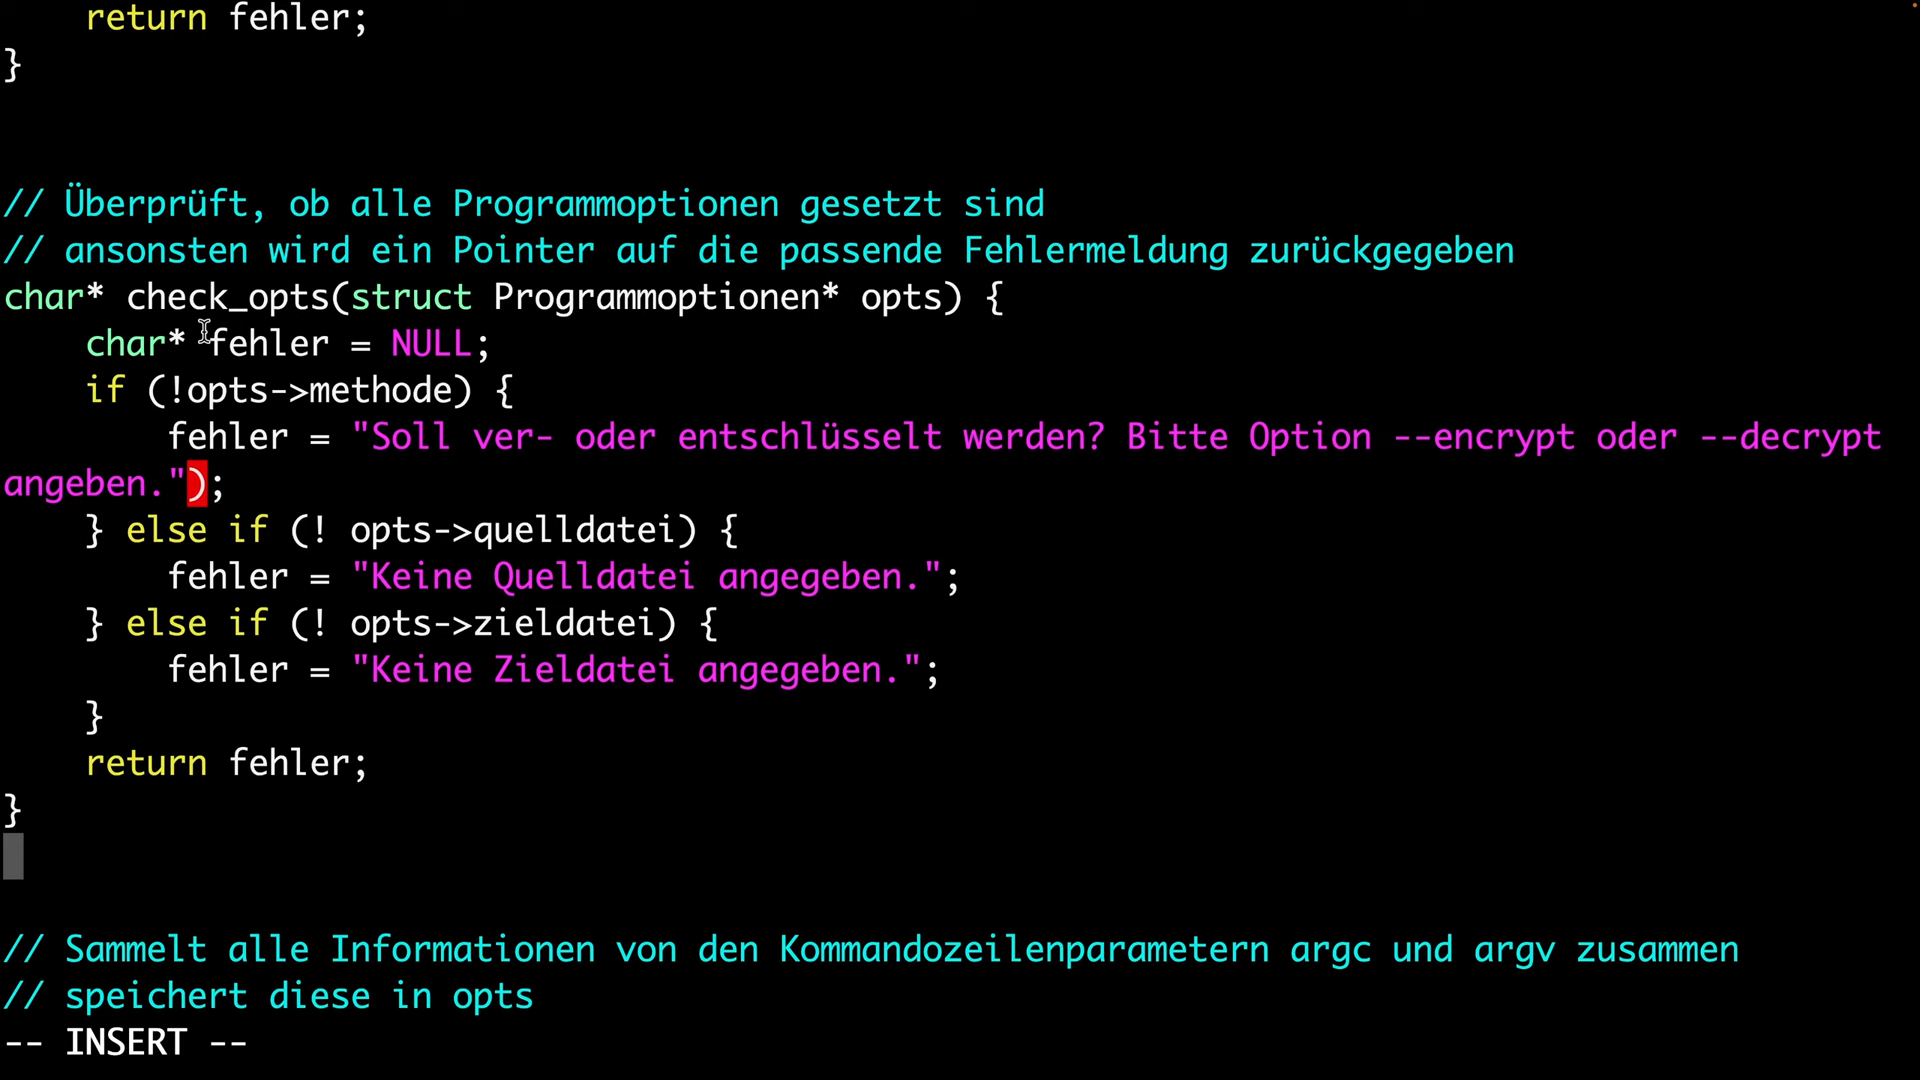 return fehler;
}
// Überprüft, ob alle Programmoptionen gesetzt sind
// ansonsten wird ein Pointer auf die passende Fehlermeldung zurückgegeben
char* check_opts(struct Programmoptionen* opts) {
    char* fehler = NULL;
    if (!opts->methode) {
        fehler = "Soll ver- oder entschlüsselt werden? Bitte Option --encrypt oder --decrypt
angeben.");
    } else if (! opts->quelldatei) {
        fehler = "Keine Quelldatei angegeben.";
    } else if (! opts->zieldatei) {
        fehler = "Keine Zieldatei angegeben.";
    }
    return fehler;
}
// Sammelt alle Informationen von den Kommandozeilenparametern argc und argv zusammen
// speichert diese in opts
-- INSERT --